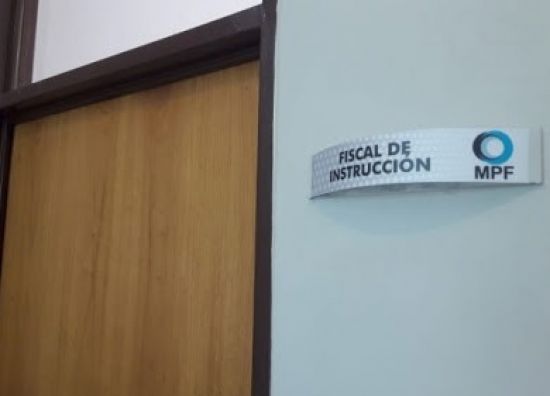 FISCAL DE
INSTRUCCIÓN
MPF